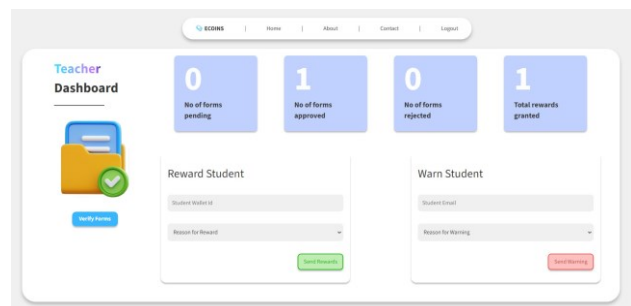 ECOINS | Home | About | Contact | Logout
Teacher
Dashboard
Verify Forms
0
No of forms
pending
1
No of forms
approved
0
No of forms
rejected
1
Total rewards
granted
Reward Student
Student Wallet Id
Reason for Reward
Send Rewards
Warn Student
Student Email
Reason for Warning
Send Warning